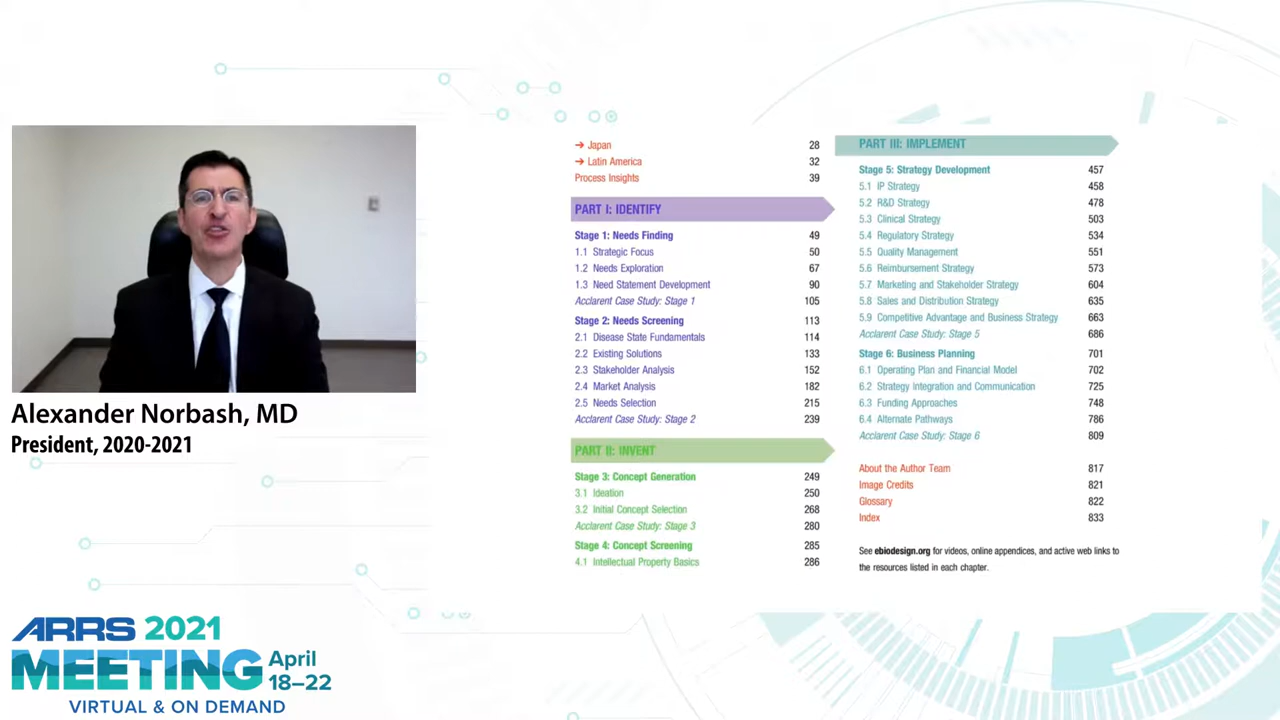 Alexander Norbash, MD
President, 2020-2021
ARRS 2021
MEETING April
18–22
VIRTUAL & ON DEMAND
→ Japan 28
→ Latin America 32
Process Insights 39
PART I: IDENTIFY
Stage 1: Needs Finding 49
1.1 Strategic Focus 50
1.2 Needs Exploration 67
1.3 Need Statement Development 90
Acclarent Case Study: Stage 1 105
Stage 2: Needs Screening 113
2.1 Disease State Fundamentals 114
2.2 Existing Solutions 133
2.3 Stakeholder Analysis 152
2.4 Market Analysis 182
2.5 Needs Selection 215
Acclarent Case Study: Stage 2 239
PART II: INVENT
Stage 3: Concept Generation 249
3.1 Ideation 250
3.2 Initial Concept Selection 268
Acclarent Case Study: Stage 3 280
Stage 4: Concept Screening 285
4.1 Intellectual Property Basics 286
PART III: IMPLEMENT
Stage 5: Strategy Development 457
5.1 IP Strategy 458
5.2 R&D Strategy 478
5.3 Clinical Strategy 503
5.4 Regulatory Strategy 534
5.5 Quality Management 551
5.6 Reimbursement Strategy 573
5.7 Marketing and Stakeholder Strategy 604
5.8 Sales and Distribution Strategy 635
5.9 Competitive Advantage and Business Strategy 663
Acclarent Case Study: Stage 5 686
Stage 6: Business Planning 701
6.1 Operating Plan and Financial Model 702
6.2 Strategy Integration and Communication 725
6.3 Funding Approaches 748
6.4 Alternate Pathways 786
Acclarent Case Study: Stage 6 809
About the Author Team 817
Image Credits 821
Glossary 822
Index 833
See ebiodesign.org for videos, online appendices, and active web links to
the resources listed in each chapter.